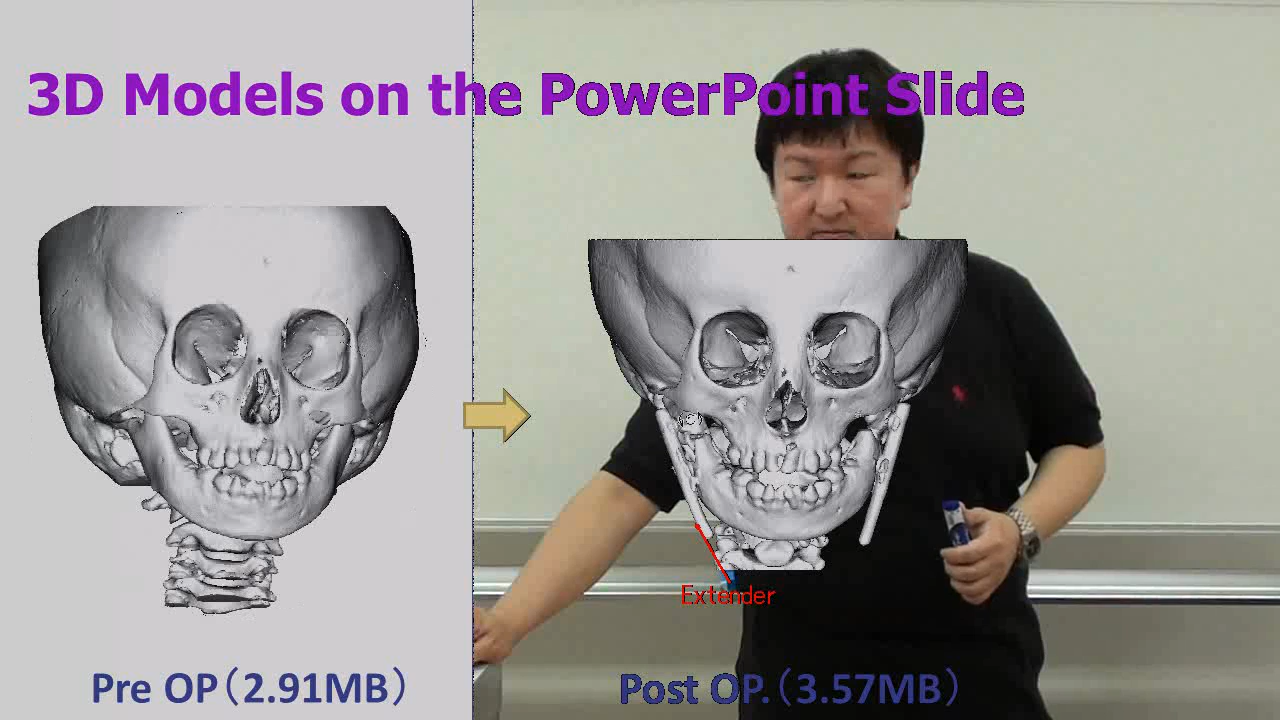 3D Models on the PowerPoint Slide
Extender
Pre OP（2.91MB）
Post OP.（3.57MB）